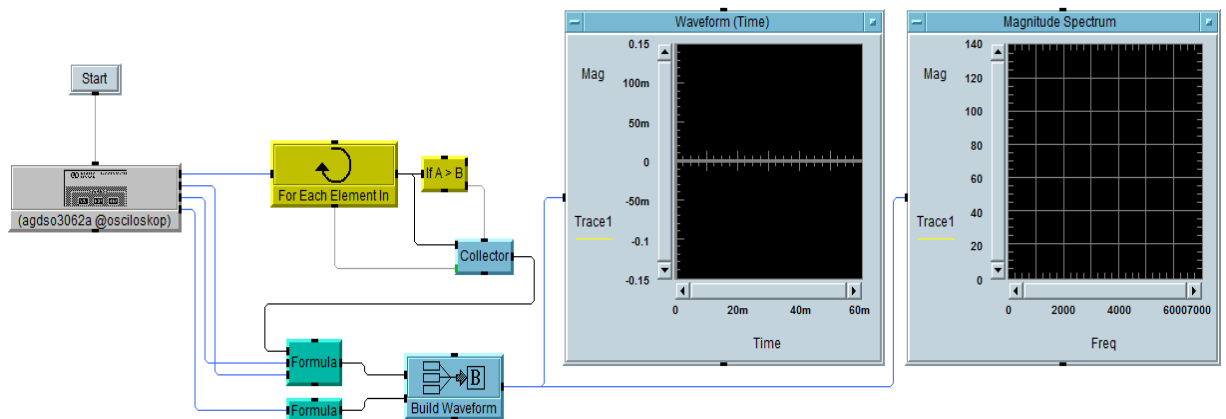 Start
(agdso3062a @osciloskop)
For Each Element In
If A > B
Collector
Formula
Formula
B
Build Waveform
Waveform (Time)
Mag
0.15
100m
50m
0
-50m
-0.1
-0.15
Trace1
0 20m 40m 60m
Time
Magnitude Spectrum
Mag
140
120
100
80
60
40
20
0
Trace1
0 2000 4000 60007000
Freq